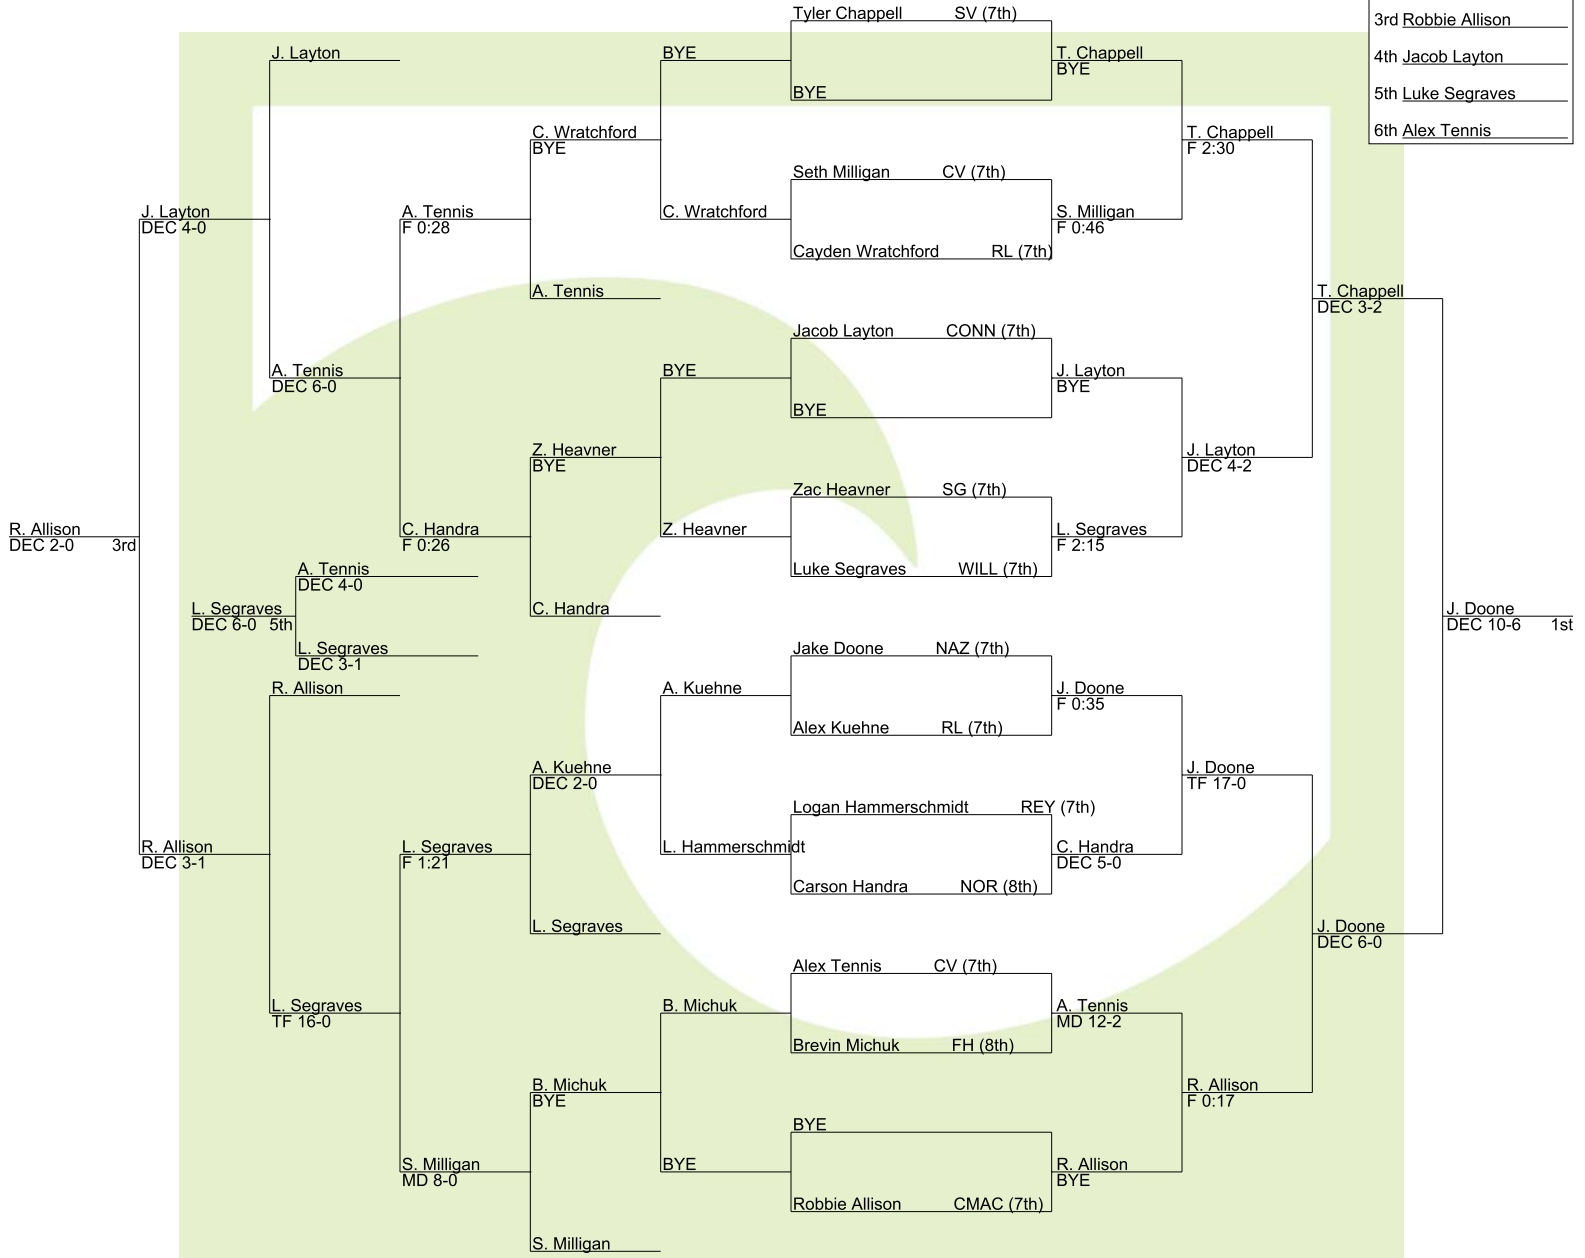 Tyler Chappell SV (7th)
3rd Robbie Allison
J. Layton
BYE
T. Chappell
BYE
4th Jacob Layton
BYE
5th Luke Segraves
C. Wratchford
BYE
T. Chappell
F 2:30
6th Alex Tennis
Seth Milligan CV (7th)
J. Layton
DEC 4-0
A. Tennis
F 0:28
C. Wratchford
S. Milligan
F 0:46
Cayden Wratchford RL (7th)
A. Tennis
T. Chappell
DEC 3-2
Jacob Layton CONN (7th)
A. Tennis
DEC 6-0
BYE
J. Layton
BYE
BYE
Z. Heavner
BYE
J. Layton
DEC 4-2
Zac Heavner SG (7th)
R. Allison
DEC 2-0 3rd
C. Handra
F 0:26
Z. Heavner
L. Segraves
F 2:15
A. Tennis
DEC 4-0
Luke Segraves WILL (7th)
L. Segraves
DEC 6-0 5th
C. Handra
J. Doone
DEC 10-6 1st
L. Segraves
DEC 3-1
Jake Doone NAZ (7th)
R. Allison
A. Kuehne
J. Doone
F 0:35
Alex Kuehne RL (7th)
A. Kuehne
DEC 2-0
J. Doone
TF 17-0
Logan Hammerschmidt REY (7th)
R. Allison
DEC 3-1
L. Segraves
F 1:21
L. Hammerschmidt
C. Handra
DEC 5-0
Carson Handra NOR (8th)
L. Segraves
J. Doone
DEC 6-0
Alex Tennis CV (7th)
L. Segraves
TF 16-0
B. Michuk
A. Tennis
MD 12-2
Brevin Michuk FH (8th)
B. Michuk
BYE
R. Allison
F 0:17
BYE
S. Milligan
MD 8-0
BYE
R. Allison
BYE
Robbie Allison CMAC (7th)
S. Milligan